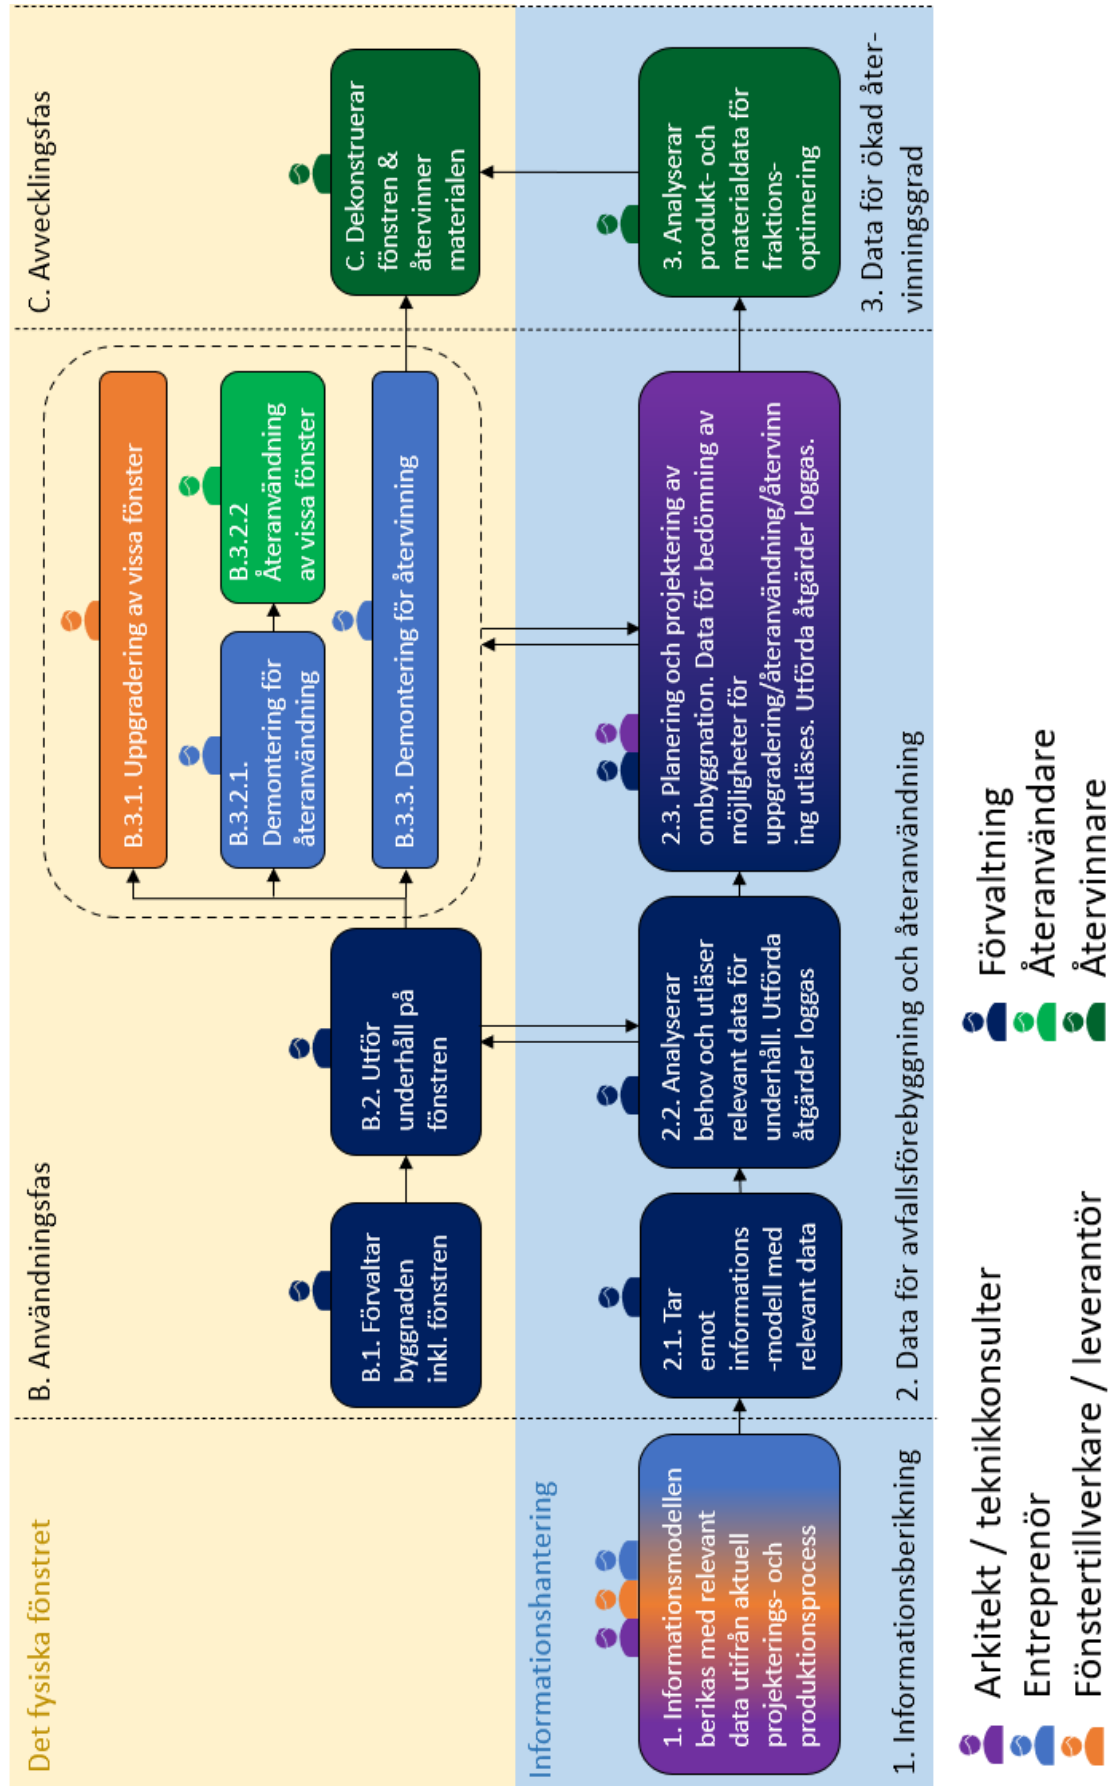 Det fysiska fönstret
B. Användningsfas
C. Avvecklingsfas
B.1. Förvaltar
byggnaden
inkl. fönstren
B.2. Utför
underhåll på
fönstren
B.3.1. Uppgradering av vissa fönster
B.3.2.1.
Demontering för
återanvändning
B.3.2.2
Återanvändning
av vissa fönster
B.3.3. Demontering för återvinning
C. Dekonstruerar
fönstren &
återvinner
materialen
Informationshantering
1. Informationsmodellen
berikas med relevant
data utifrån aktuell
projekterings- och
produktionsprocess
2.1. Tar
emot
informations
-modell med
relevant data
2.2. Analyserar
behov och utläser
relevant data för
underhåll. Utförda
åtgärder loggas
2.3. Planering och projektering av
ombyggnation. Data för bedömning av
möjligheter för
uppgradering/återanvändning/återvinn
ing utläses. Utförda åtgärder loggas.
3. Analyserar
produkt- och
materialdata för
fraktions-
optimering
1. Informationsberikning
2. Data för avfallsförebyggning och återanvändning
3. Data för ökad åter-
vinningsgrad
Arkitekt / teknikkonsulter
Entreprenör
Fönstertillverkare / leverantör
Förvaltning
Återanvändare
Återvinnare